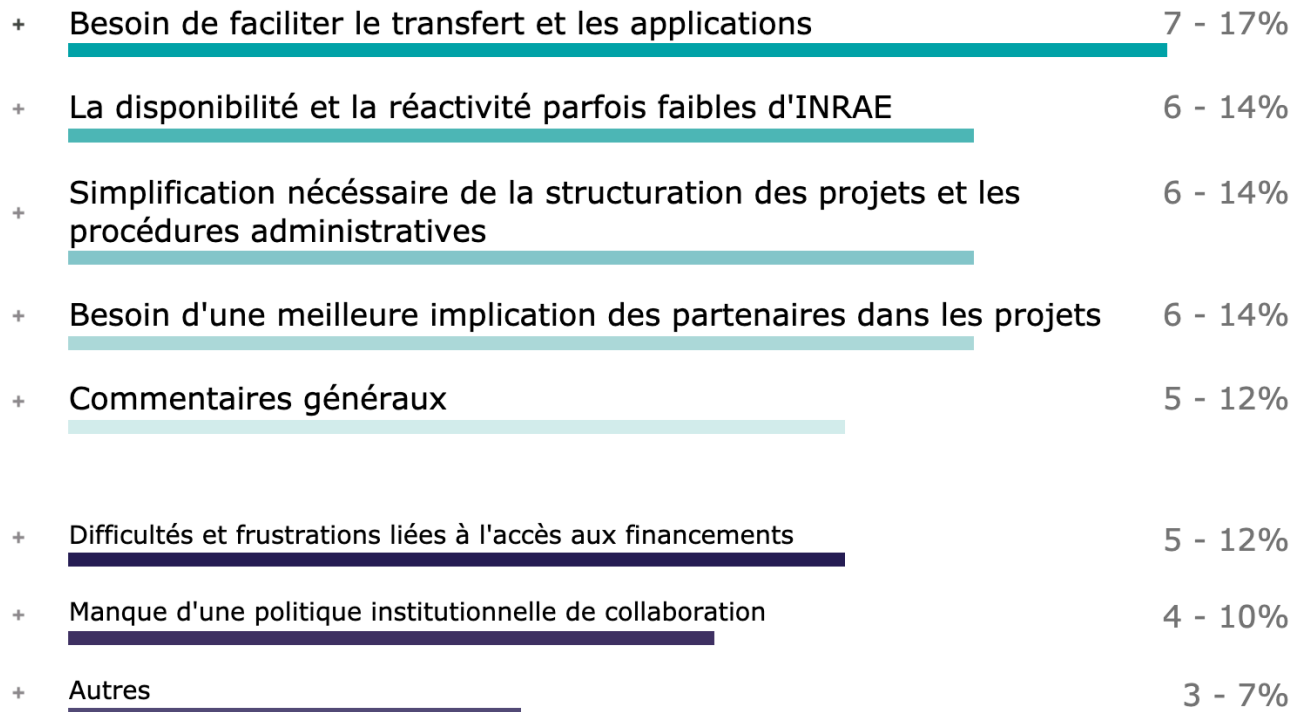 + Besoin de faciliter le transfert et les applications 7 - 17%
+ La disponibilité et la réactivité parfois faibles d'INRAE 6 - 14%
Simplification nécéssaire de la structuration des projets et les 6 - 14%
+ procédures administratives
+ Besoin d'une meilleure implication des partenaires dans les projets 6 - 14%
+ Commentaires généraux 5 - 12%
+ Difficultés et frustrations liées à l'accès aux financements 5 - 12%
+ Manque d'une politique institutionnelle de collaboration 4 - 10%
+ Autres 3 - 7%